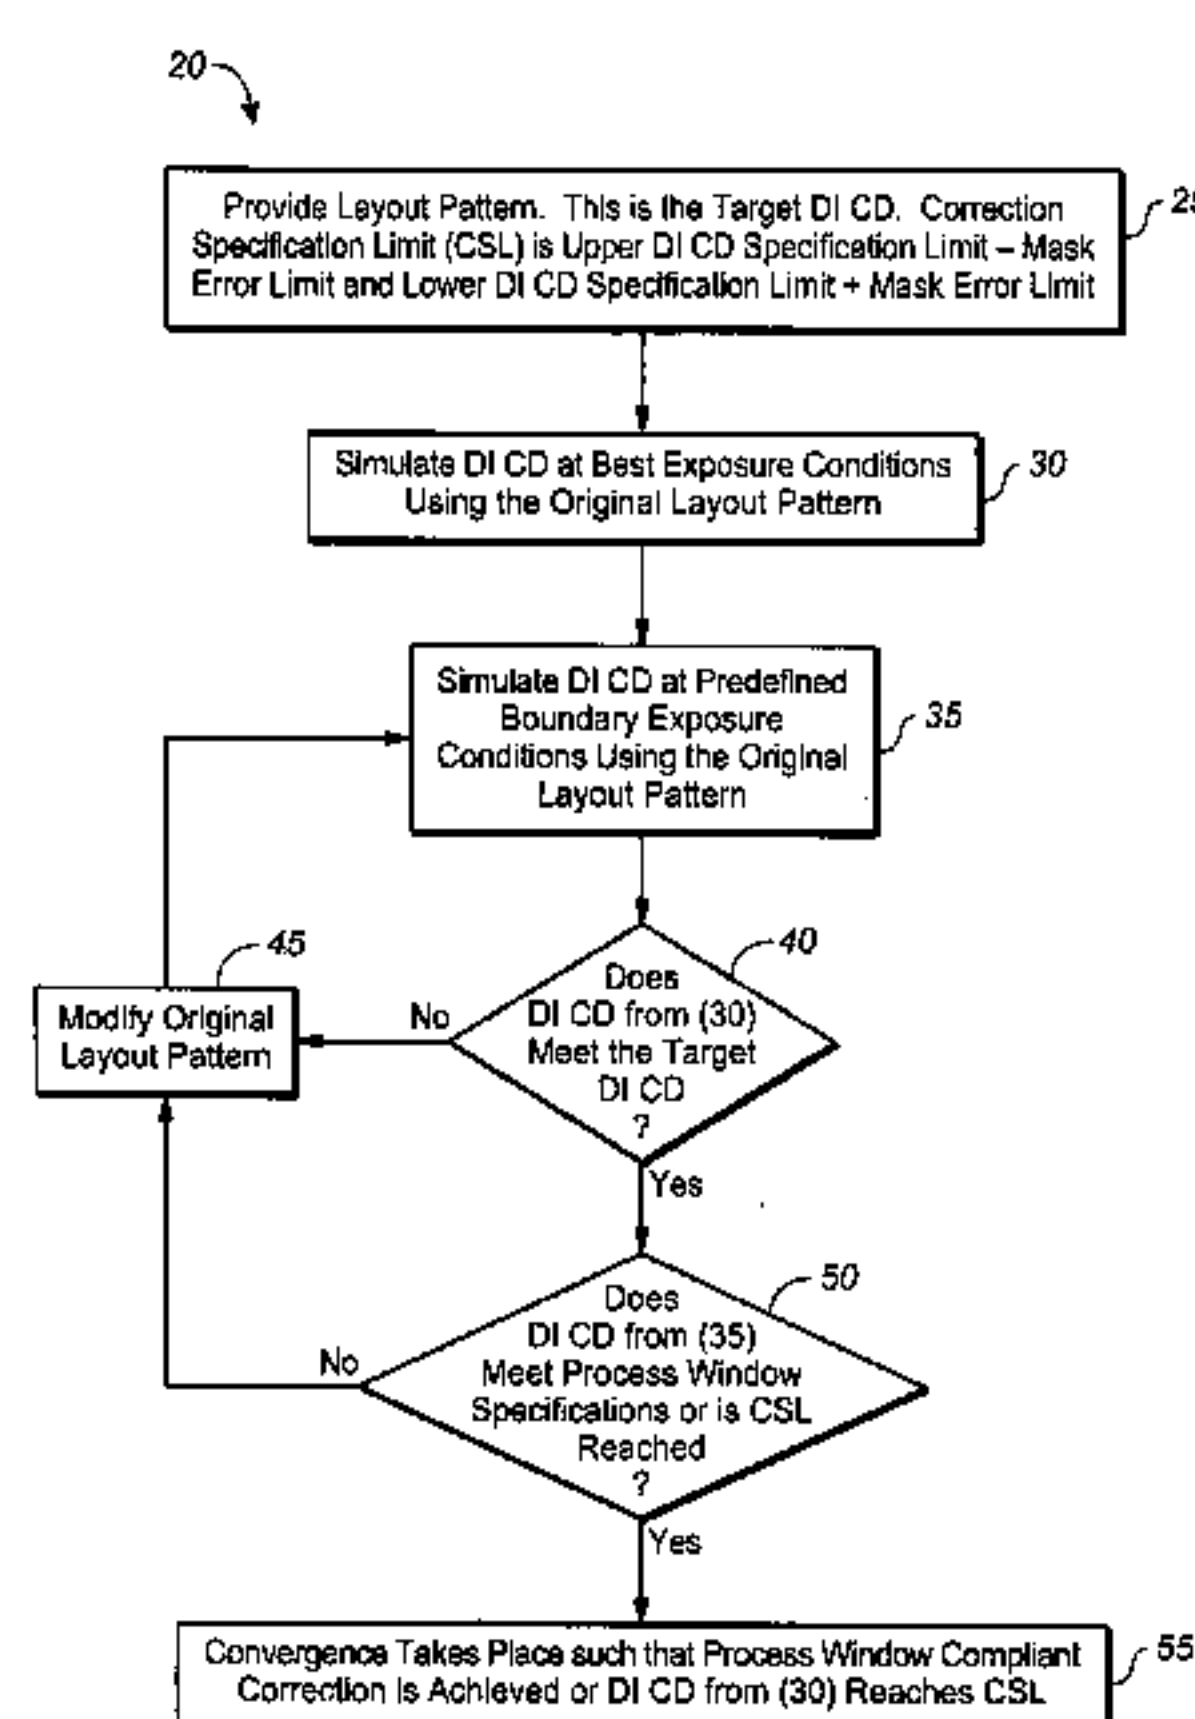 20
Provide Layout Pattern. This is the Target DI CD. Correction
Specification Limit (CSL) is Upper DI CD Specification Limit – Mask
Error Limit and Lower DI CD Specification Limit + Mask Error Limit
Simulate DI CD at Best Exposure Conditions
Using the Original Layout Pattern
30
Simulate DI CD at Predefined
Boundary Exposure
Conditions Using the Original
Layout Pattern
35
45
Modify Original
Layout Pattern
No
40
Does
DI CD from (30)
Meet the Target
DI CD
?
Yes
50
Does
DI CD from (35)
Meet Process Window
Specifications or is CSL
Reached
?
No
Yes
Convergence Takes Place such that Process Window Compliant
Correction is Achieved or DI CD from (30) Reaches CSL
55